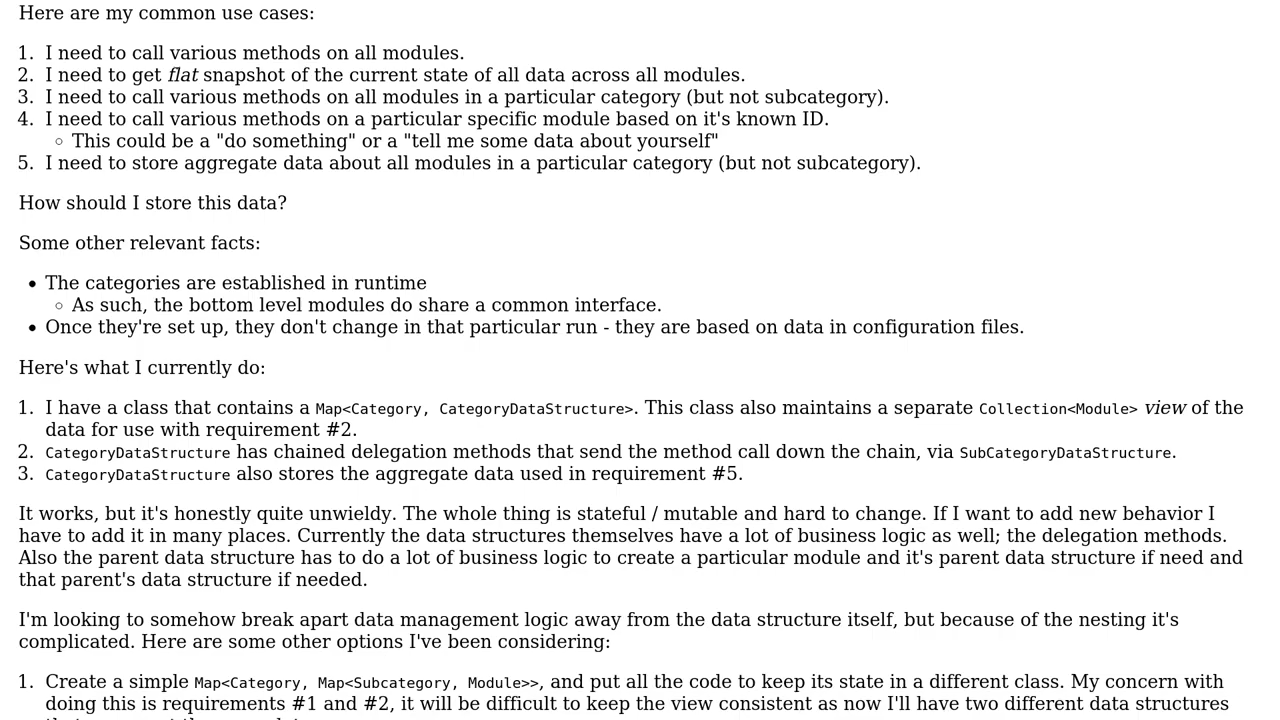 Here are my common use cases:
1. I need to call various methods on all modules.
2. I need to get flat snapshot of the current state of all data across all modules.
3. I need to call various methods on all modules in a particular category (but not subcategory).
4. I need to call various methods on a particular specific module based on it's known ID.
◦ This could be a "do something" or a "tell me some data about yourself"
5. I need to store aggregate data about all modules in a particular category (but not subcategory).
How should I store this data?
Some other relevant facts:
• The categories are established in runtime
◦ As such, the bottom level modules do share a common interface.
• Once they're set up, they don't change in that particular run - they are based on data in configuration files.
Here's what I currently do:
1. I have a class that contains a Map<Category, CategoryDataStructure>. This class also maintains a separate Collection<Module> view of the
data for use with requirement #2.
2. CategoryDataStructure has chained delegation methods that send the method call down the chain, via SubCategoryDataStructure.
3. CategoryDataStructure also stores the aggregate data used in requirement #5.
It works, but it's honestly quite unwieldy. The whole thing is stateful / mutable and hard to change. If I want to add new behavior I
have to add it in many places. Currently the data structures themselves have a lot of business logic as well; the delegation methods.
Also the parent data structure has to do a lot of business logic to create a particular module and it's parent data structure if need and
that parent's data structure if needed.
I'm looking to somehow break apart data management logic away from the data structure itself, but because of the nesting it's
complicated. Here are some other options I've been considering:
1. Create a simple Map<Category, Map<Subcategory, Module>>, and put all the code to keep its state in a different class. My concern with
doing this is requirements #1 and #2, it will be difficult to keep the view consistent as now I'll have two different data structures